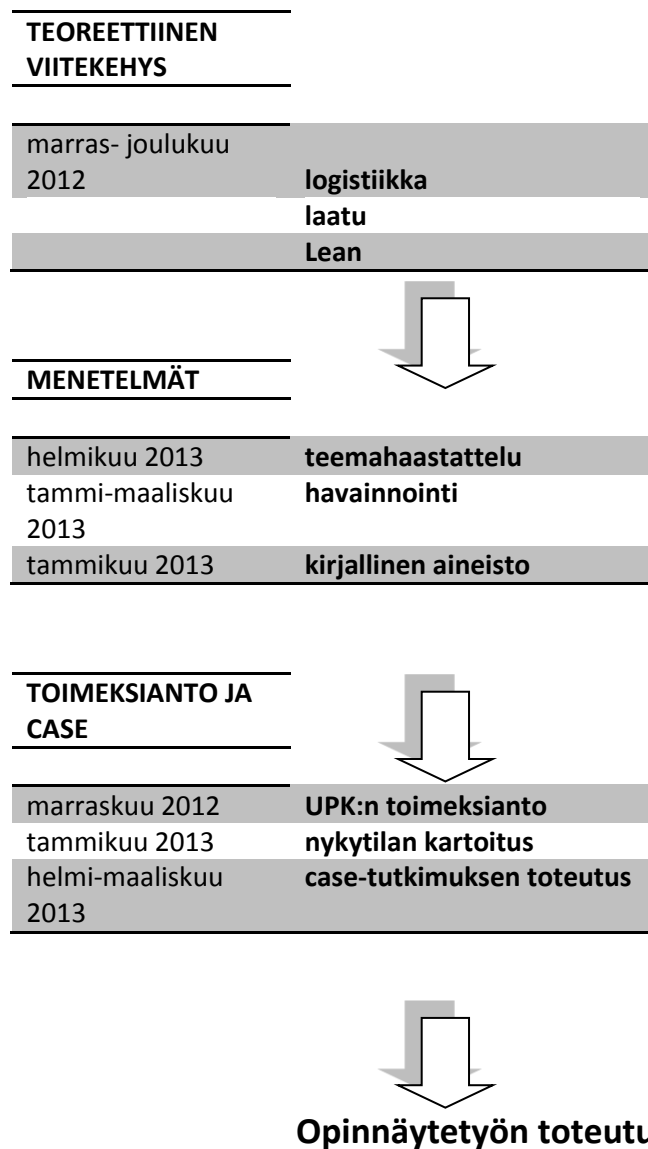 TEOREETTIINEN
VIITEKEHYS
marras- joulukuu
2012 logistiikka
laatu
Lean
MENETELMÄT
helmikuu 2013 teemahaastattelu
tammi-maaliskuu havainnointi
2013
tammikuu 2013 kirjallinen aineisto
TOIMEKSIANTO JA
CASE
marraskuu 2012 UPK:n toimeksianto
tammikuu 2013 nykytilan kartoitus
helmi-maaliskuu case-tutkimuksen toteutus
2013
Opinnäytetyön toteutu